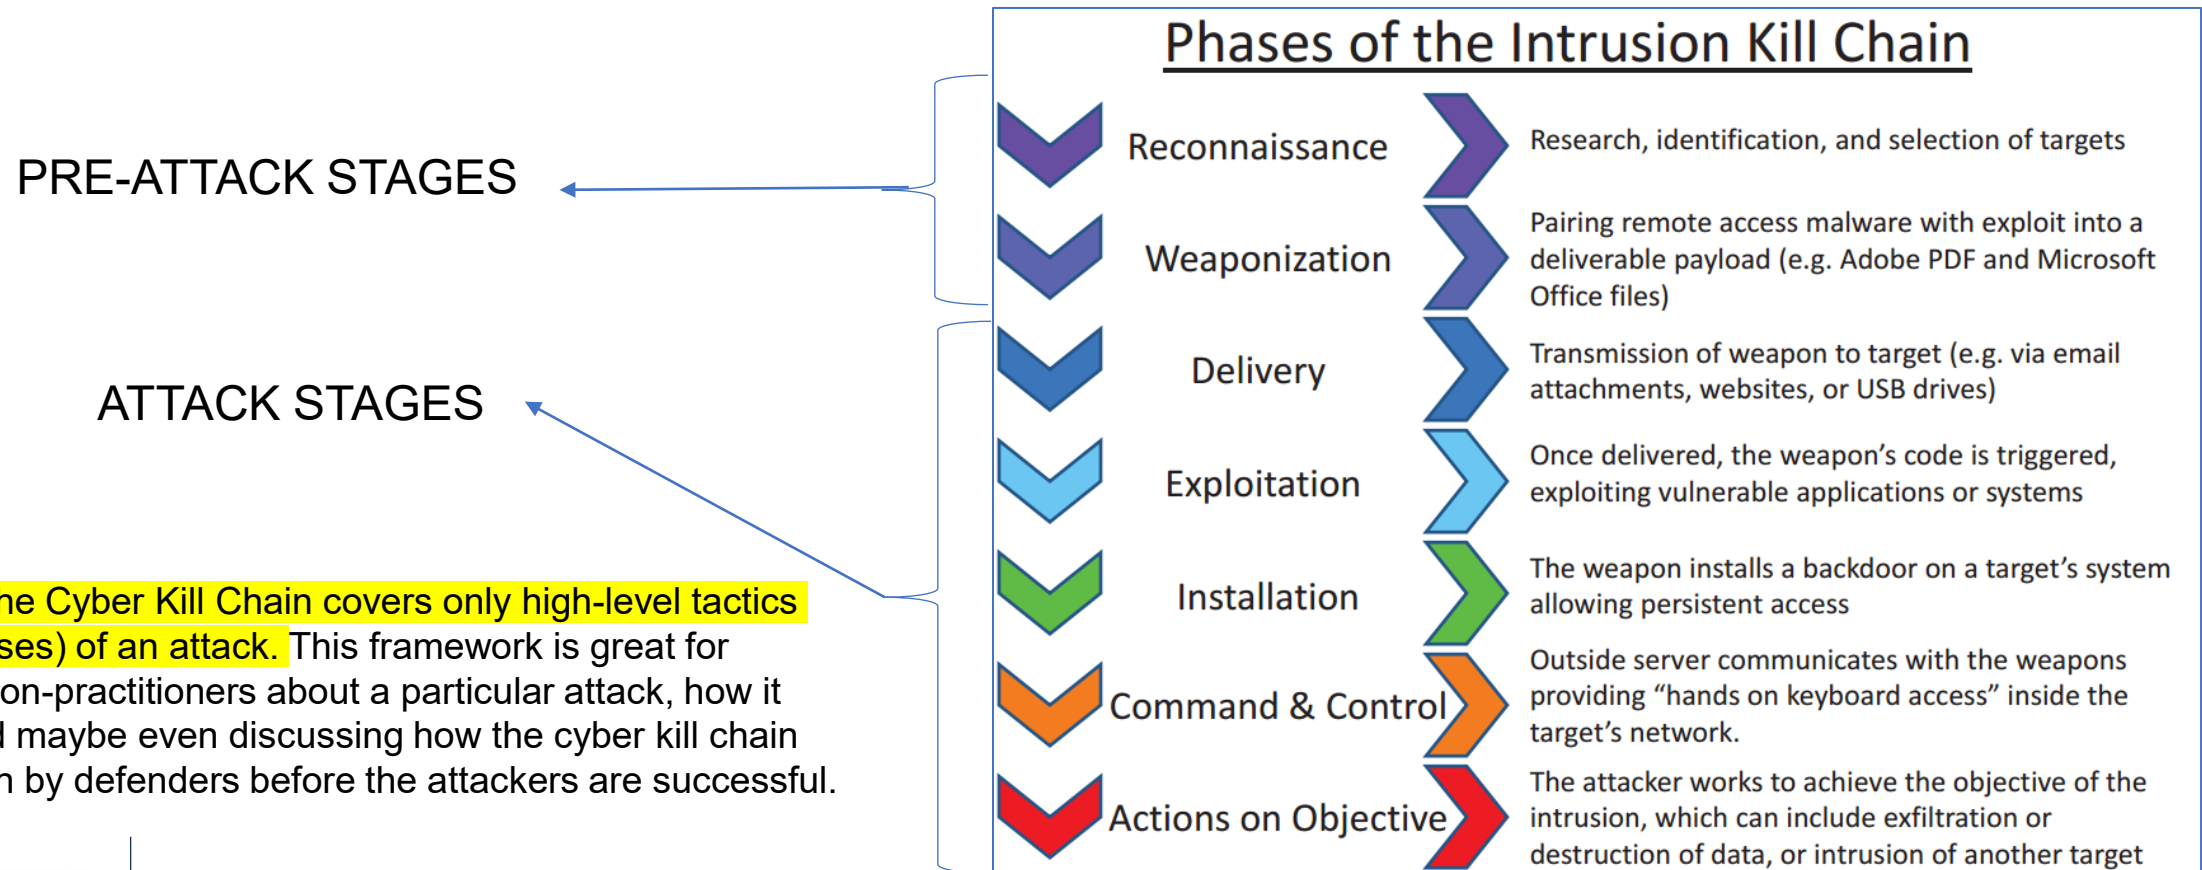 Phases of the Intrusion Kill Chain
PRE-ATTACK STAGES
ATTACK STAGES
he Cyber Kill Chain covers only high-level tactics
ses) of an attack. This framework is great for
on-practitioners about a particular attack, how it
d maybe even discussing how the cyber kill chain
n by defenders before the attackers are successful.
Reconnaissance
Research, identification, and selection of targets
Weaponization
Pairing remote access malware with exploit into a
deliverable payload (e.g. Adobe PDF and Microsoft
Office files)
Delivery
Transmission of weapon to target (e.g. via email
attachments, websites, or USB drives)
Exploitation
Once delivered, the weapon’s code is triggered,
exploiting vulnerable applications or systems
Installation
The weapon installs a backdoor on a target’s system
allowing persistent access
Command & Control
Outside server communicates with the weapons
providing “hands on keyboard access” inside the
target’s network.
Actions on Objective
The attacker works to achieve the objective of the
intrusion, which can include exfiltration or
destruction of data, or intrusion of another target